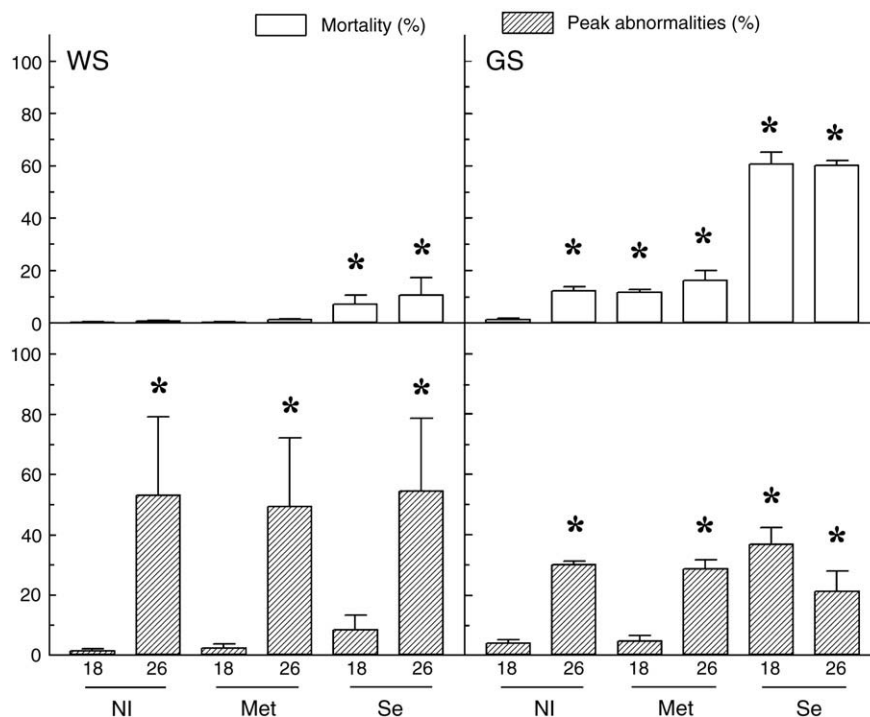 Mortality (%) Peak abnormalities (%)
WS GS
100
80
60
40
20
0
* * * * * * *
100
80
60
40
20
0
* * * * * * *
18 26 18 26 18 26 18 26 18 26 18 26
NI Met Se NI Met Se